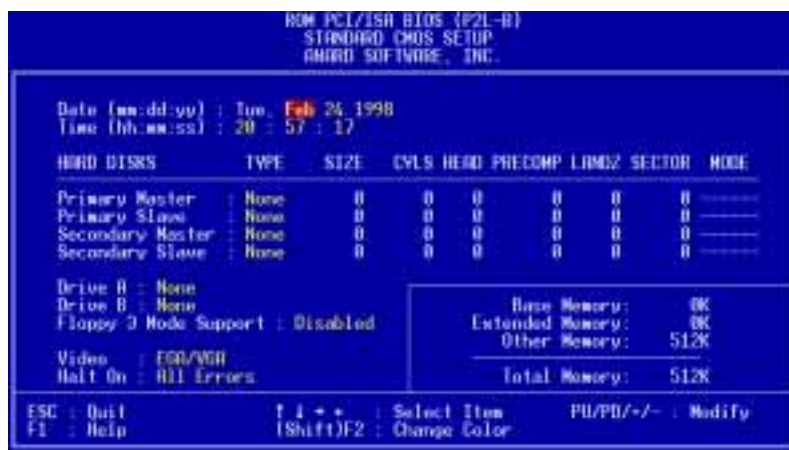 ROM PCI/ISA BIOS (P2L-B)
STANDARD CMOS SETUP
AWARD SOFTWARE, INC.
Date (mm:dd:yy) : Tue, Feb 24 1998
Time (hh:mm:ss) : 20 : 57 : 17
HARD DISKS TYPE SIZE CYLS HEAD PRECOMP LANDZ SECTOR MODE
Primary Master : None 0 0 0 0 0 0 ------
Primary Slave : None 0 0 0 0 0 0 ------
Secondary Master : None 0 0 0 0 0 0 ------
Secondary Slave : None 0 0 0 0 0 0 ------
Drive A : None
Drive B : None
Floppy 3 Mode Support : Disabled
Video : EGA/VGA
Halt On : All Errors
Base Memory: 0K
Extended Memory: 0K
Other Memory: 512K
Total Memory: 512K
ESC : Quit ↑ ↓ → ← : Select Item PU/PD/+/- : Modify
F1 : Help (Shift)F2 : Change Color